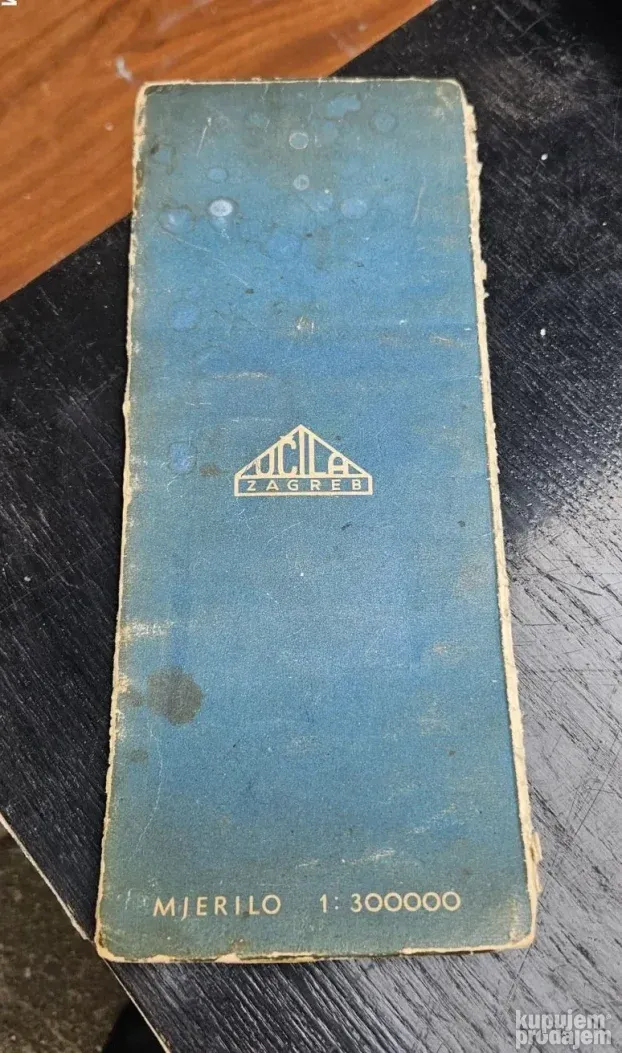 UČILA
ZAGREB
MJERILO 1:300000
kupujem
prodajem